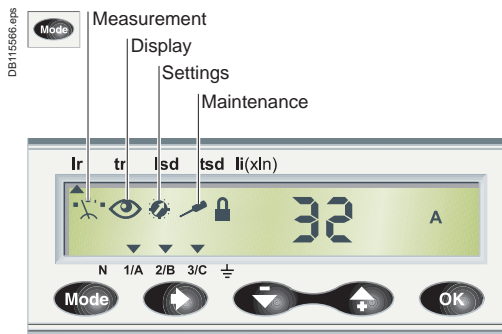 DB115566.eps
Mode
Measurement
Display
Settings
Maintenance
Ir tr Isd tsd Ii(xIn)
32 A
N 1/A 2/B 3/C
Mode OK